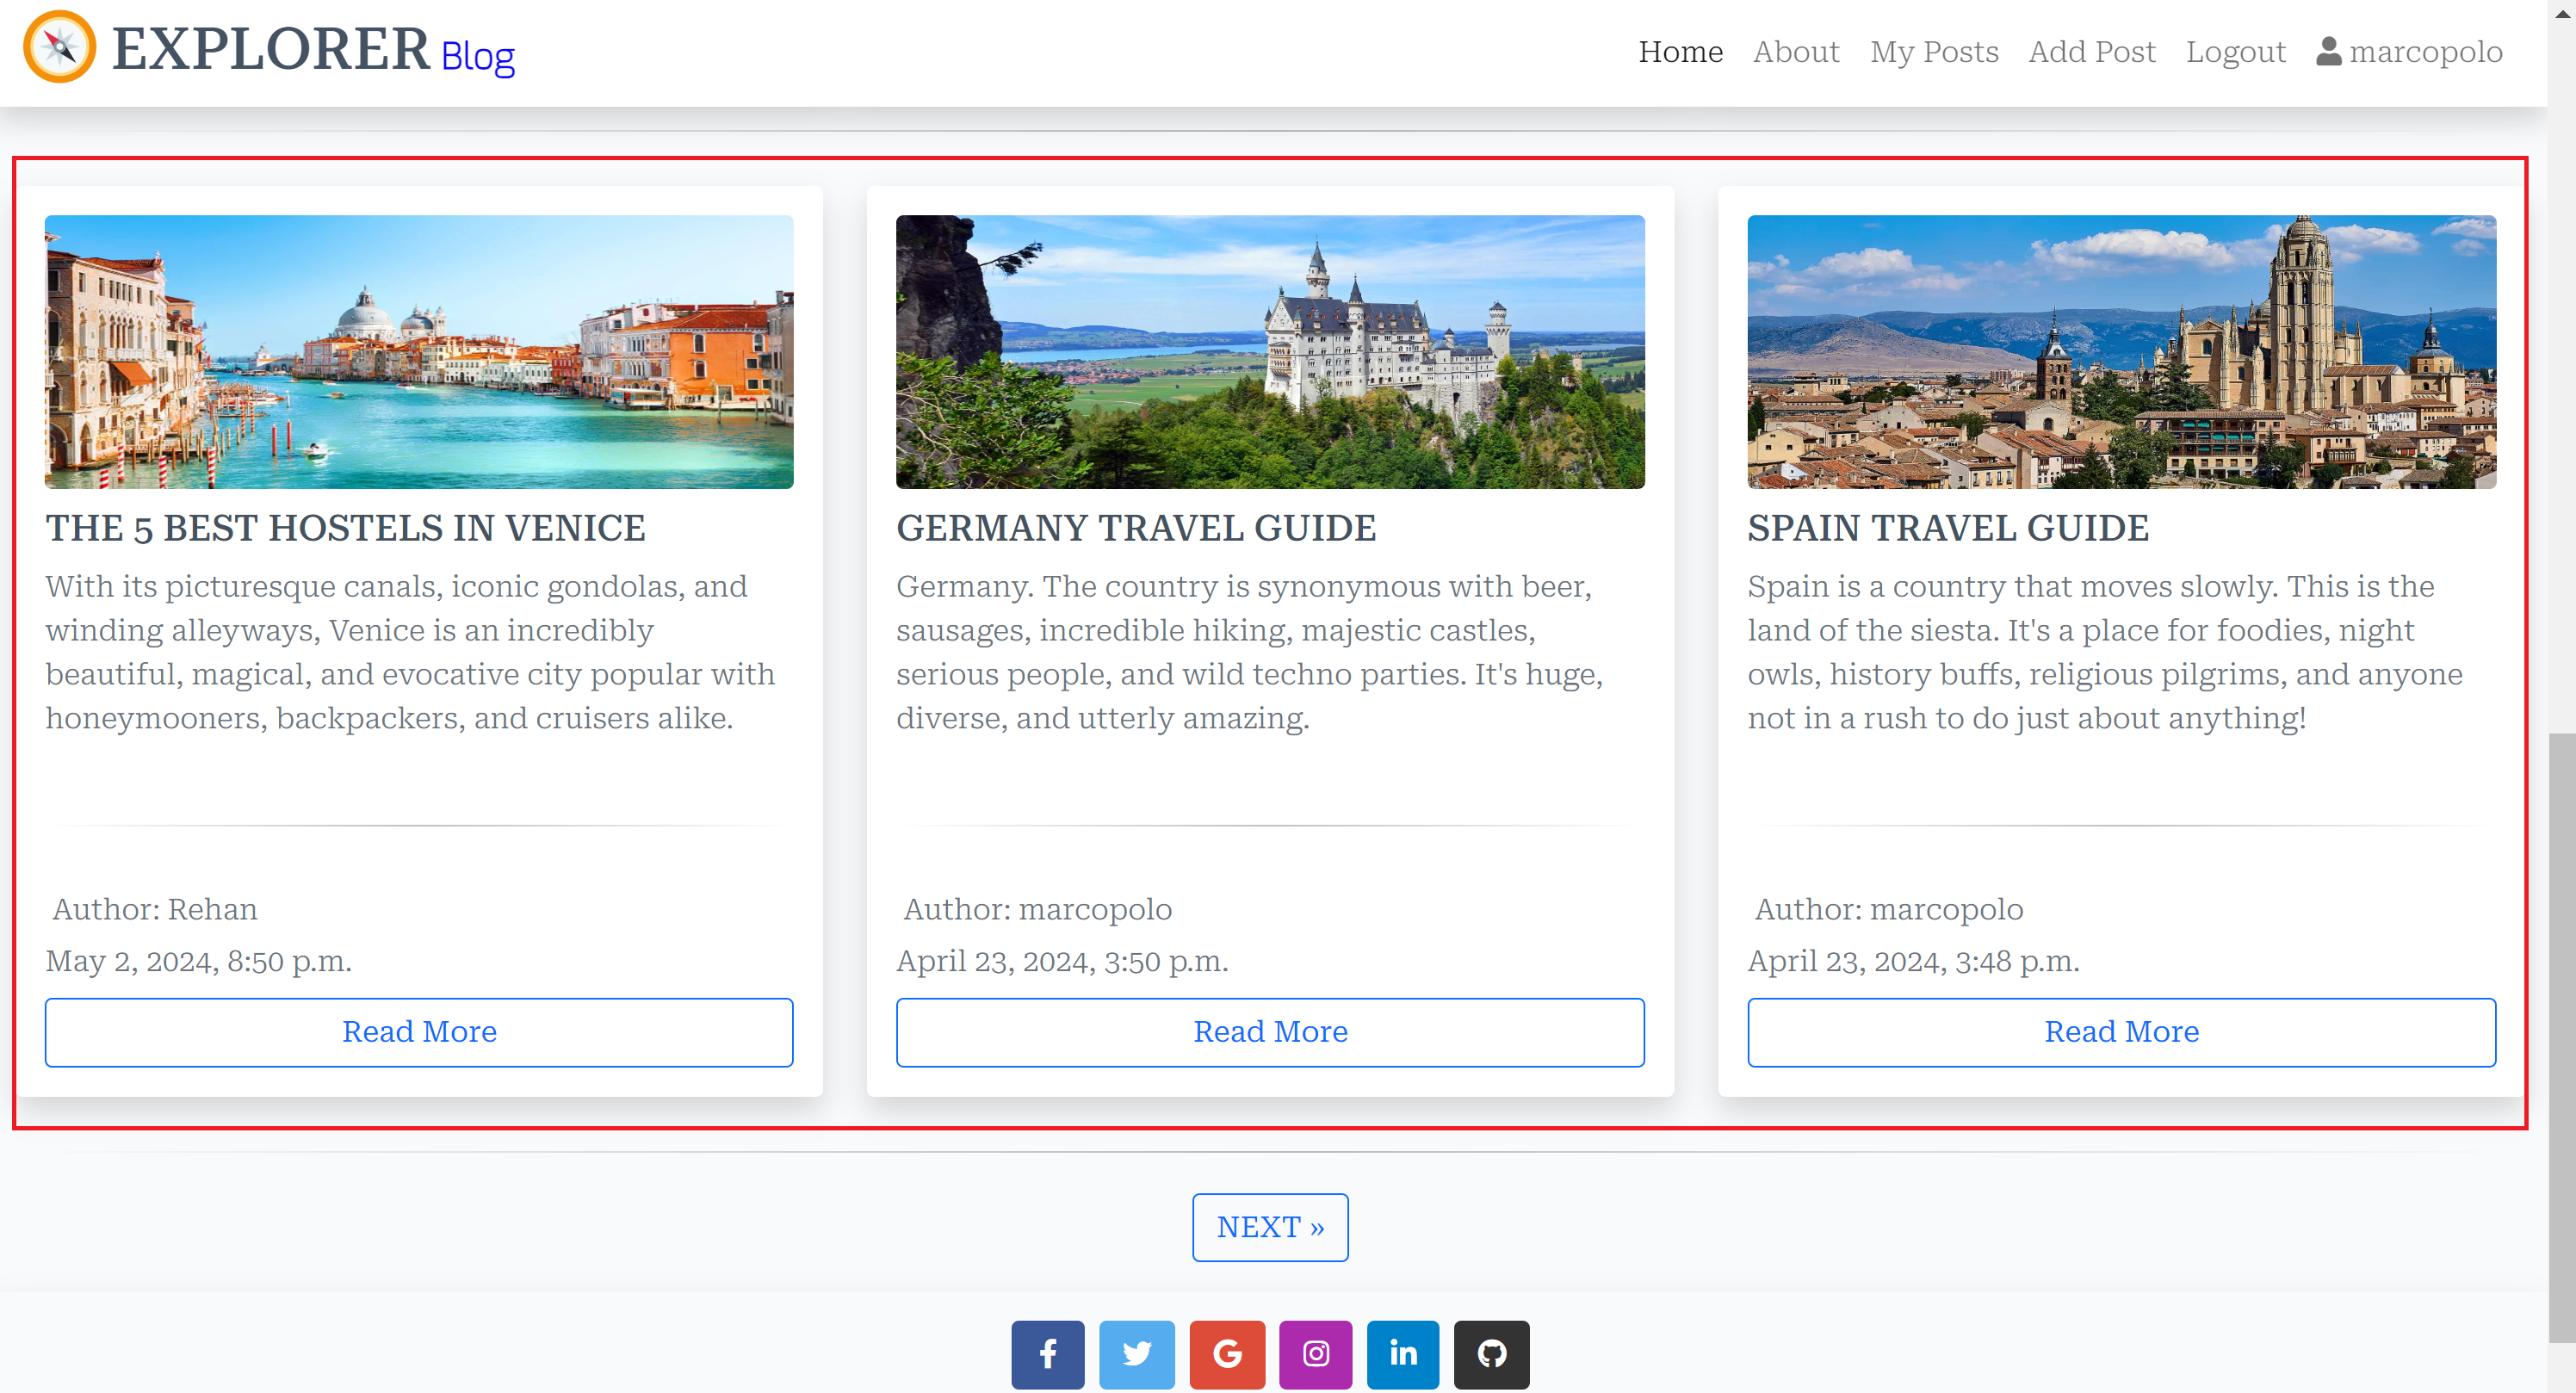 EXPLORER Blog
Home About My Posts Add Post Logout marcopolo
THE 5 BEST HOSTELS IN VENICE
With its picturesque canals, iconic gondolas, and
winding alleyways, Venice is an incredibly
beautiful, magical, and evocative city popular with
honeymooners, backpackers, and cruisers alike.
Author: Rehan
May 2, 2024, 8:50 p.m.
Read More
GERMANY TRAVEL GUIDE
Germany. The country is synonymous with beer,
sausages, incredible hiking, majestic castles,
serious people, and wild techno parties. It's huge,
diverse, and utterly amazing.
Author: marcopolo
April 23, 2024, 3:50 p.m.
Read More
SPAIN TRAVEL GUIDE
Spain is a country that moves slowly. This is the
land of the siesta. It's a place for foodies, night
owls, history buffs, religious pilgrims, and anyone
not in a rush to do just about anything!
Author: marcopolo
April 23, 2024, 3:48 p.m.
Read More
NEXT »